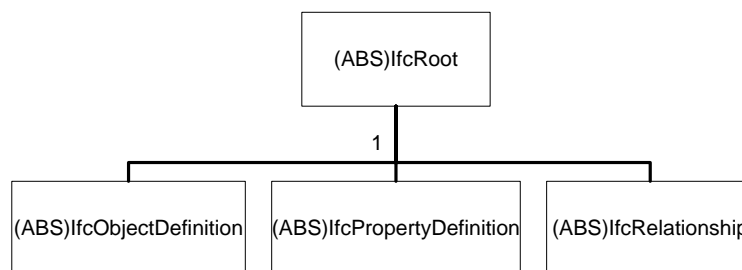 (ABS)IfcRoot
1
(ABS)IfcObjectDefinition
(ABS)IfcPropertyDefinition
(ABS)IfcRelationship